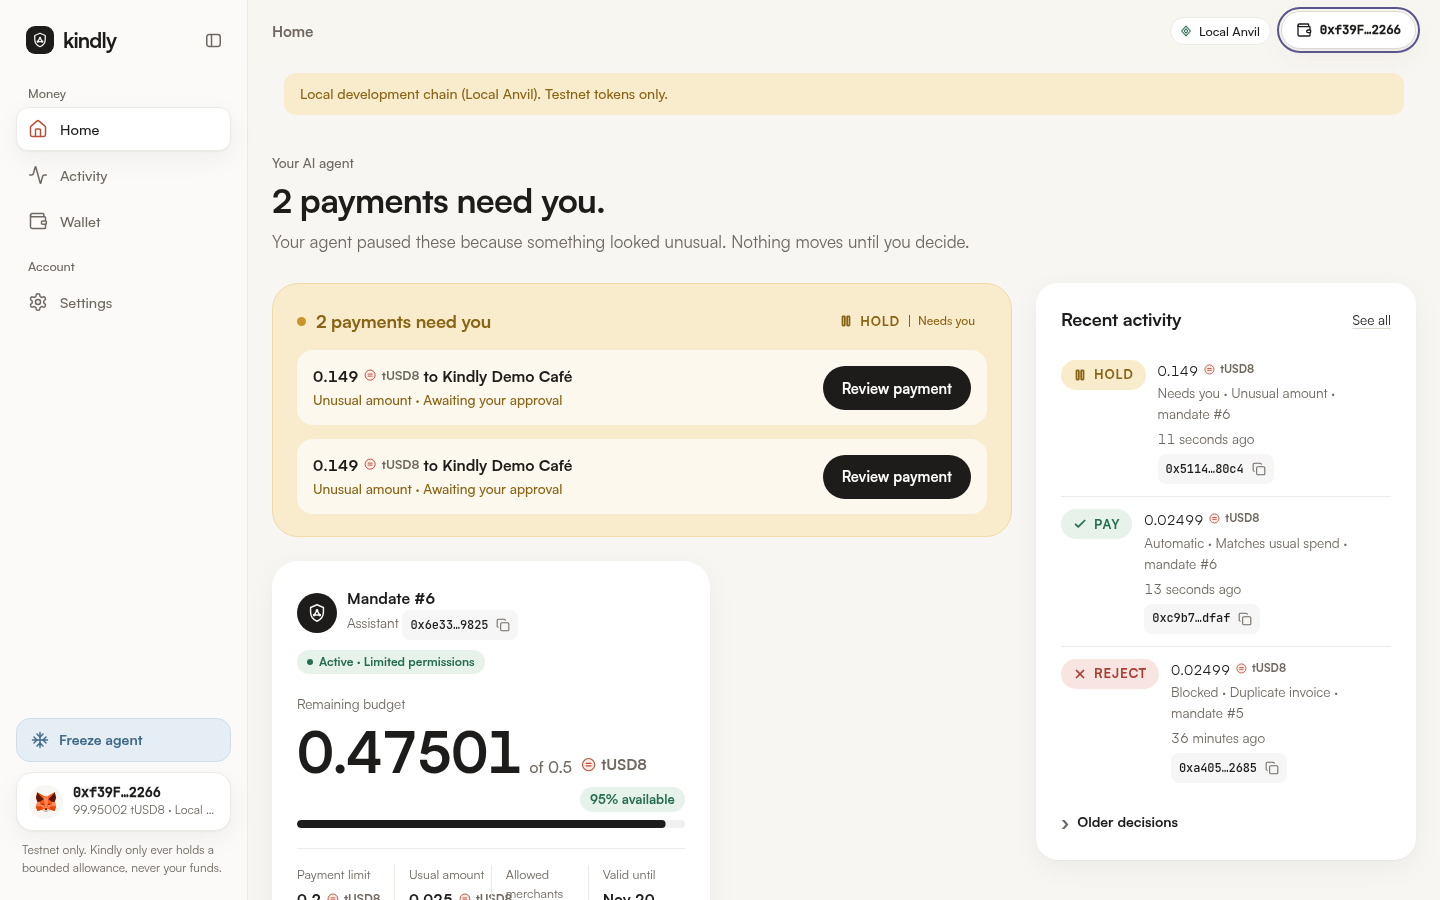 kindly
Money
Home
Activity
Wallet
Account
Settings
Freeze agent
0xf39F…2266
99.95002 tUSD8 · Local …
Testnet only. Kindly only ever holds a
bounded allowance, never your funds.
Home
Local Anvil
0xf39F…2266
Local development chain (Local Anvil). Testnet tokens only.
Your AI agent
2 payments need you.
Your agent paused these because something looked unusual. Nothing moves until you decide.
2 payments need you
HOLD | Needs you
0.149 tUSD8 to Kindly Demo Café
Unusual amount · Awaiting your approval
Review payment
0.149 tUSD8 to Kindly Demo Café
Unusual amount · Awaiting your approval
Review payment
Mandate #6
Assistant 0x6e33…9825
Active · Limited permissions
Remaining budget
0.47501 of 0.5 tUSD8
95% available
Payment limit
0.2 tUSD8
Usual amount
0.025 tUSD8
Allowed
merchants
Valid until
Nov 20
Recent activity
See all
HOLD
0.149 tUSD8
Needs you · Unusual amount ·
mandate #6
11 seconds ago
0x5114…80c4
PAY
0.02499 tUSD8
Automatic · Matches usual spend ·
mandate #6
13 seconds ago
0xc9b7…dfaf
REJECT
0.02499 tUSD8
Blocked · Duplicate invoice ·
mandate #5
36 minutes ago
0xa405…2685
Older decisions